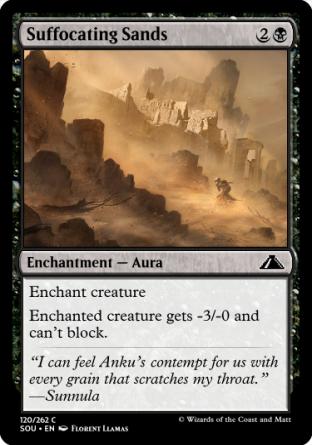 Suffocating Sands 2
Enchantment — Aura
Enchant creature
Enchanted creature gets -3/-0 and
can't block.
"I can feel Anku's contempt for us with
every grain that scratches my throat."
—Sunnula
120/262 C
SOU • EN Florent Llamas
© Wizards of the Coast and Matt